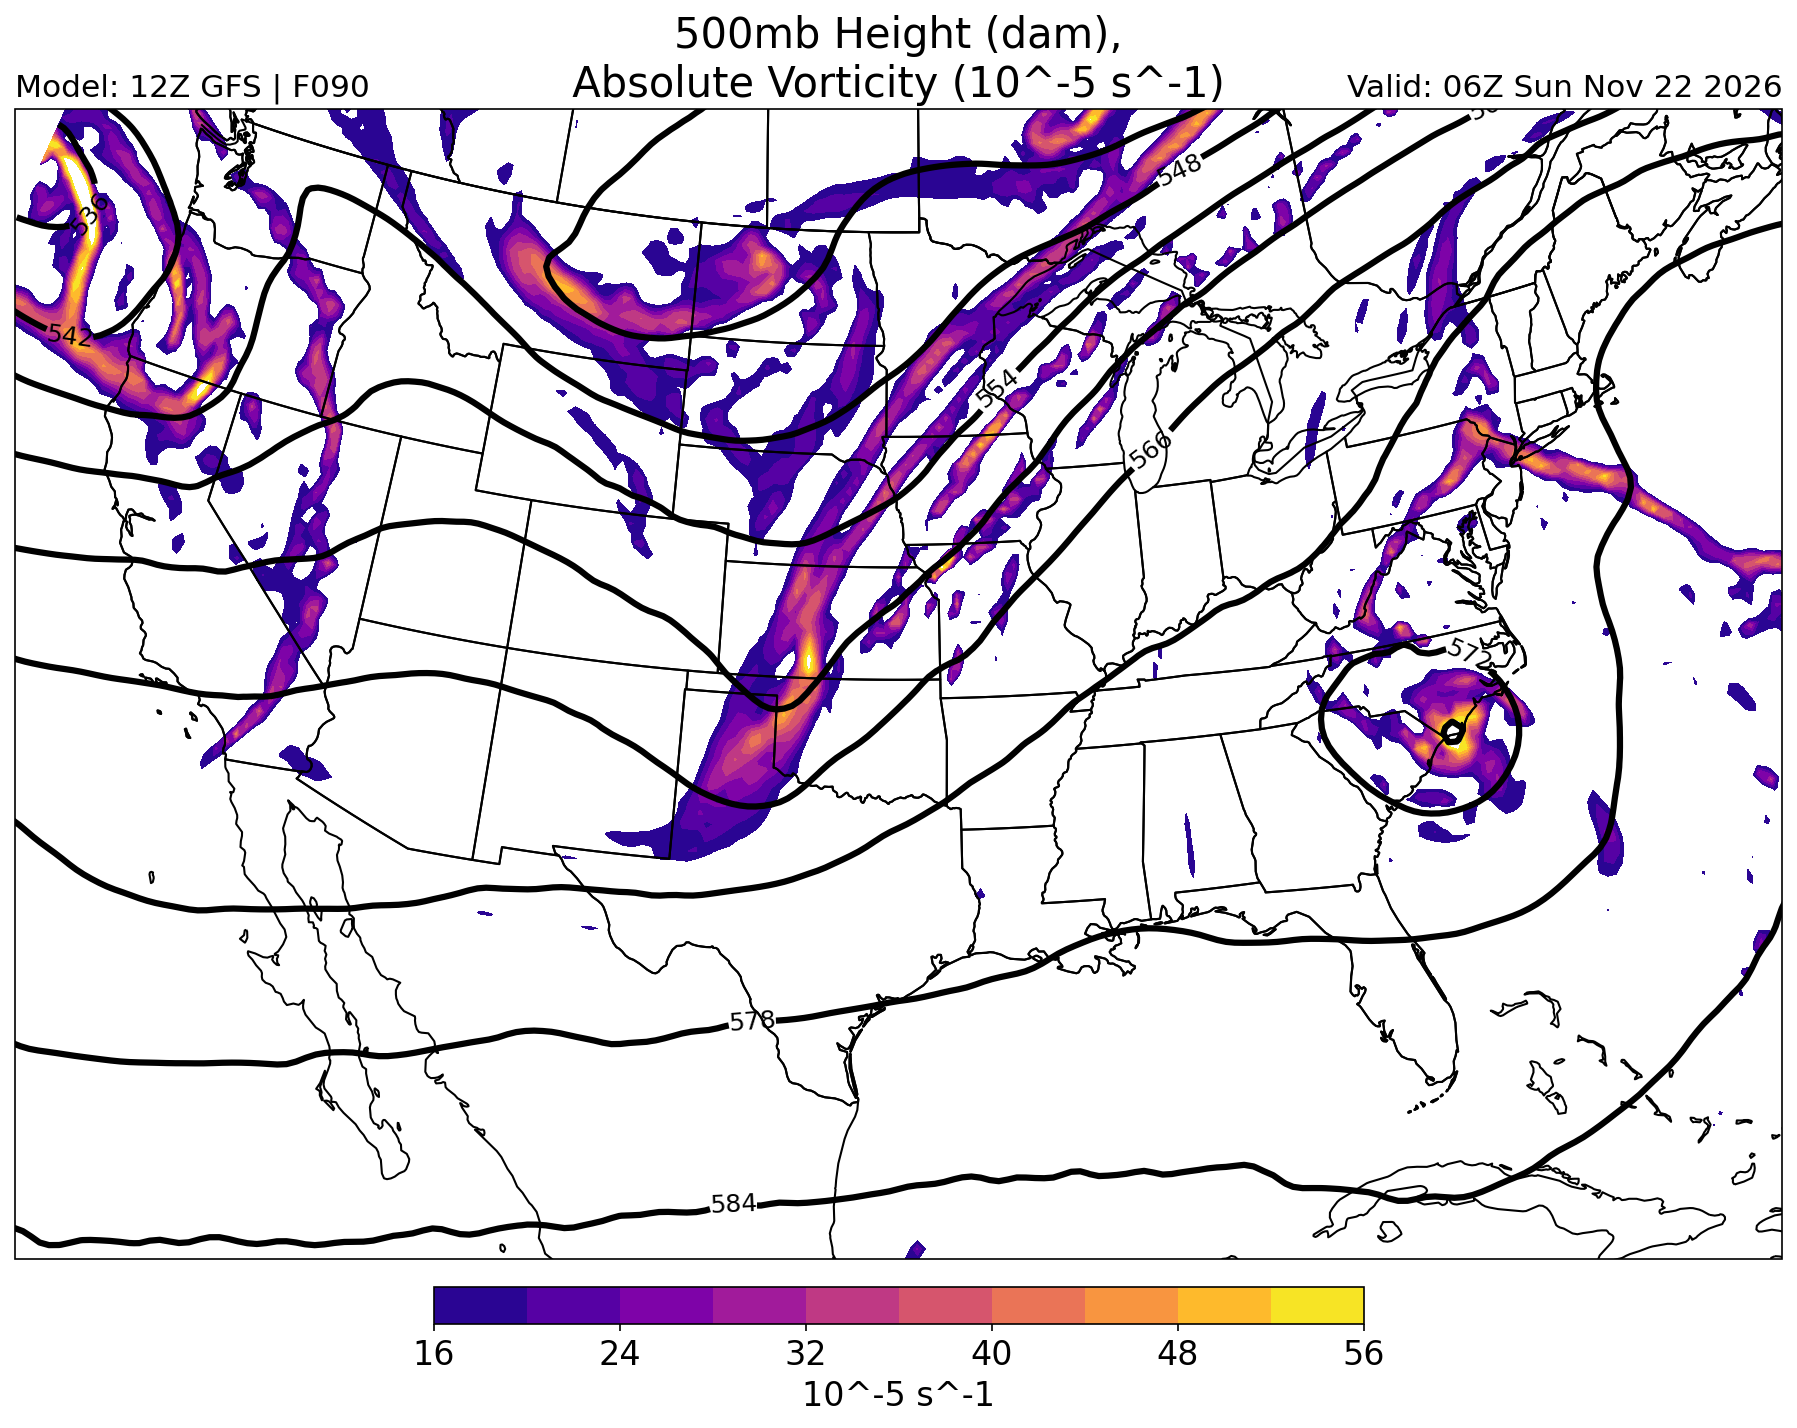 500mb Height (dam),
Model: 12Z GFS | F090
Absolute Vorticity (10^-5 s^-1)
Valid: 06Z Sun Nov 22 2026
548
536
542
554
566
578
584
16 24 32 40 48 56
10^-5 s^-1